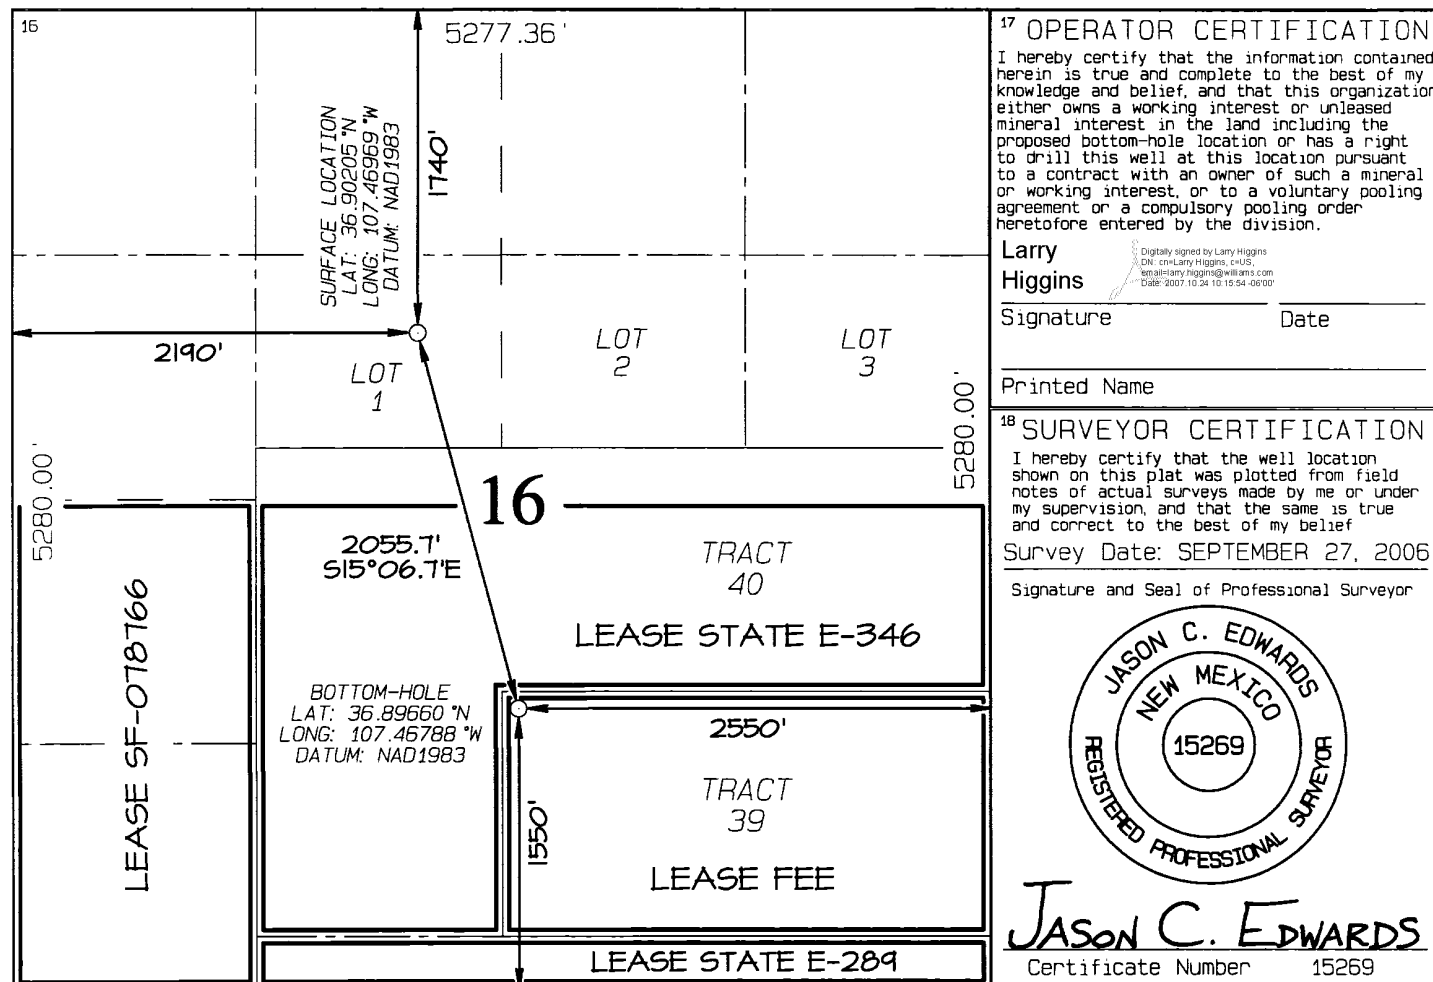 16
5277.36'
SURFACE LOCATION
LAT: 36.90205 °N
LONG: 107.46969 °W
DATUM: NAD1983
1740'
2190'
LOT
1
LOT
2
LOT
3
5280.00'
5280.00'
16
2055.7'
S15°06.7'E
TRACT
40
LEASE STATE E-346
LEASE SF-078766
BOTTOM-HOLE
LAT: 36.89660 °N
LONG: 107.46788 °W
DATUM: NAD1983
2550'
1550'
TRACT
39
LEASE FEE
LEASE STATE E-289
17 OPERATOR CERTIFICATION
I hereby certify that the information contained
herein is true and complete to the best of my
knowledge and belief, and that this organization
either owns a working interest or unleased
mineral interest in the land including the
proposed bottom-hole location or has a right
to drill this well at this location pursuant
to a contract with an owner of such a mineral
or working interest, or to a voluntary pooling
agreement or a compulsory pooling order
heretofore entered by the division.
Larry
Higgins
Digitally signed by Larry Higgins
DN: cn=Larry Higgins, c=US,
email=larry.higgins@williams.com
Date: 2007.10.24 10:15:54 -06'00'
Signature Date
Printed Name
18 SURVEYOR CERTIFICATION
I hereby certify that the well location
shown on this plat was plotted from field
notes of actual surveys made by me or under
my supervision, and that the same is true
and correct to the best of my belief
Survey Date: SEPTEMBER 27, 2006
Signature and Seal of Professional Surveyor
JASON C. EDWARDS
NEW MEXICO
15269
REGISTERED PROFESSIONAL SURVEYOR
JASON C. EDWARDS
Certificate Number 15269